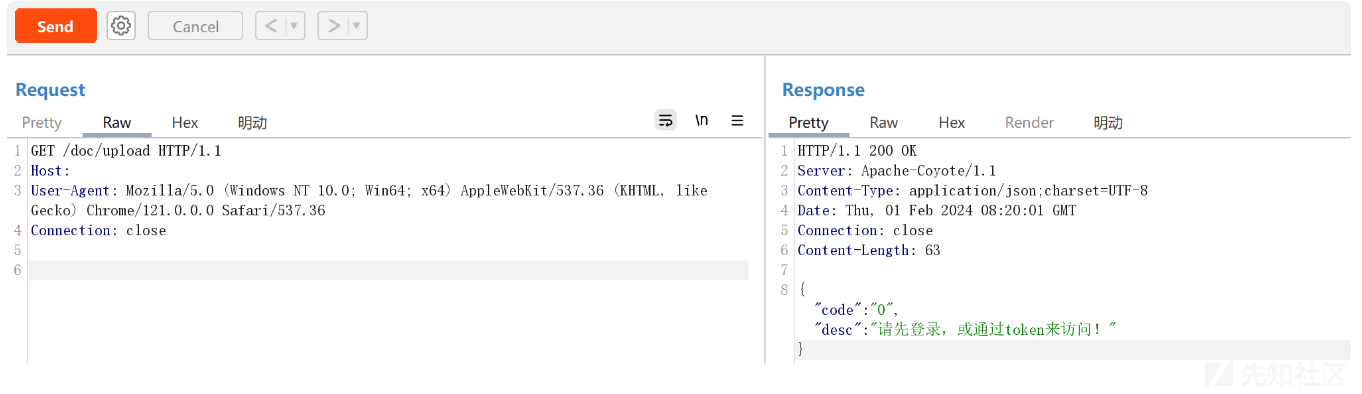 Send
Cancel
<
>
Request
Pretty
Raw
Hex
明动
\n
1 GET /doc/upload HTTP/1.1
2 Host:
3 User-Agent: Mozilla/5.0 (Windows NT 10.0; Win64; x64) AppleWebKit/537.36 (KHTML, like
Gecko) Chrome/121.0.0.0 Safari/537.36
4 Connection: close
5
6
Response
Pretty
Raw
Hex
Render
明动
1 HTTP/1.1 200 OK
2 Server: Apache-Coyote/1.1
3 Content-Type: application/json;charset=UTF-8
4 Date: Thu, 01 Feb 2024 08:20:01 GMT
5 Connection: close
6 Content-Length: 63
7
8 {
"code":"0",
"desc":"请先登录，或通过token来访问！"
}
先知社区